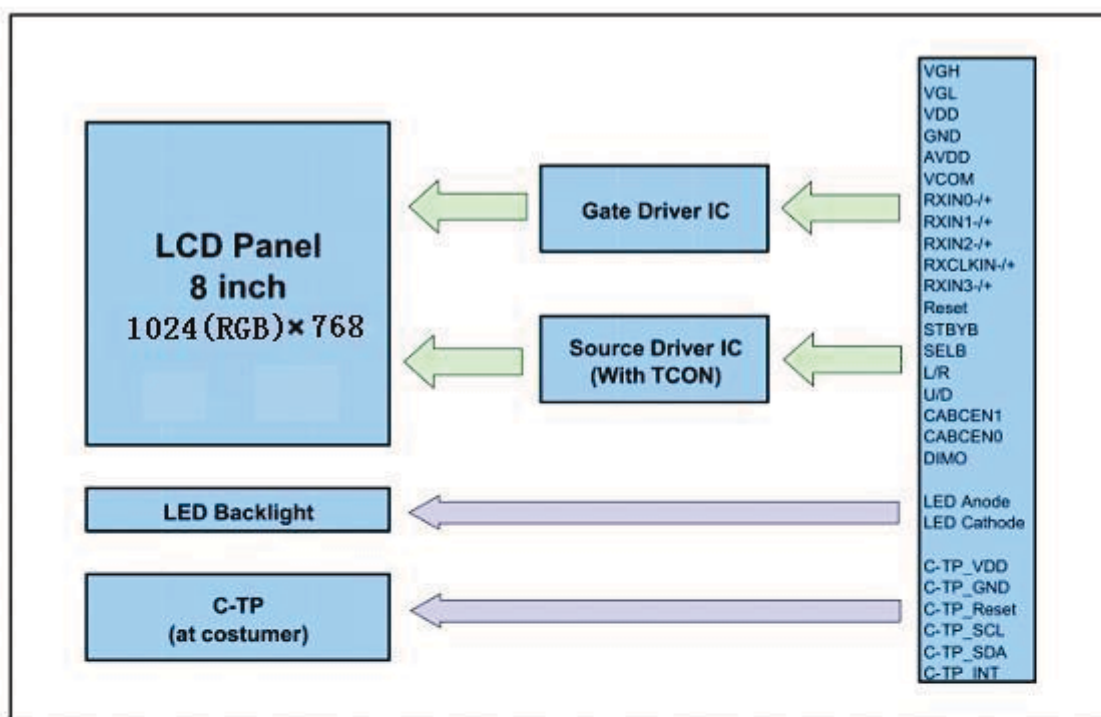 LCD Panel
8 inch
1024(RGB)×768
Gate Driver IC
Source Driver IC
(With TCON)
LED Backlight
C-TP
(at costumer)
VGH
VGL
VDD
GND
AVDD
VCOM
RXIN0-/+
RXIN1-/+
RXIN2-/+
RXCLKIN-/+
RXIN3-/+
Reset
STBYB
SELB
L/R
U/D
CABCEN1
CABCEN0
DIMO
LED Anode
LED Cathode
C-TP_VDD
C-TP_GND
C-TP_Reset
C-TP_SCL
C-TP_SDA
C-TP_INT